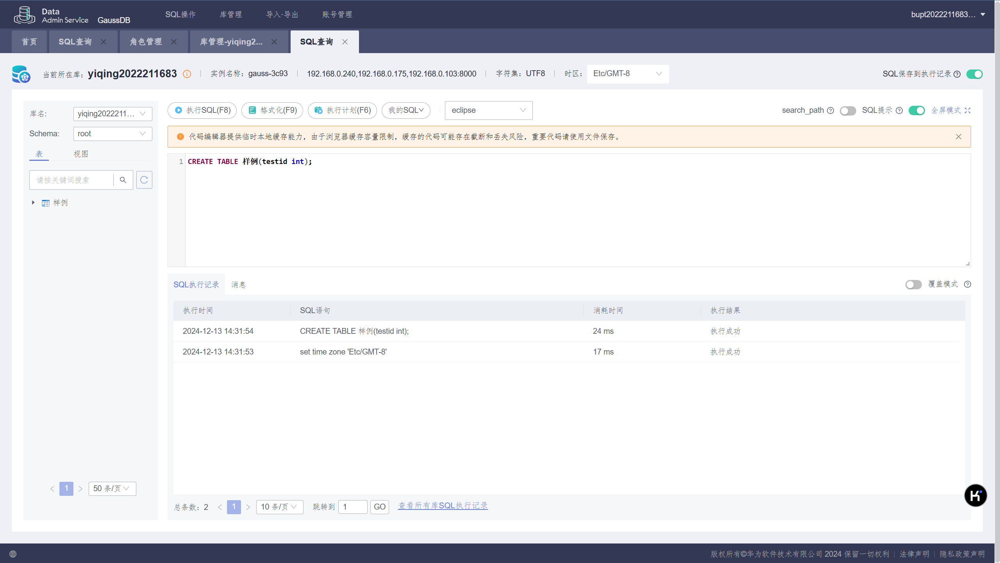 Data
Admin Service GaussDB SQL操作 库管理 导入·导出 账号管理 bupt2022211683...
首页 SQL查询 角色管理 库管理-yiqing2... SQL查询
当前所在库: yiqing2022211683 实例名称: gauss-3c93 192.168.0.240,192.168.0.175,192.168.0.103:8000 字符集: UTF8 时区: Etc/GMT-8 SQL保存到执行记录
库名: yiqing2022211... 执行SQL(F8) 格式化(F9) 执行计划(F6) 我的SQL eclipse search_path SQL提示 全屏模式
Schema: root
代码编辑器提供临时本地缓存能力，由于浏览器缓存容量限制，缓存的代码可能存在截断和丢失风险，重要代码请使用文件保存。
表 视图
1 CREATE TABLE 样例(testid int);
请按关键词搜索
样例
SQL执行记录 消息 覆盖模式
执行时间 SQL语句 消耗时间 执行结果
2024-12-13 14:31:54 CREATE TABLE 样例(testid int); 24 ms 执行成功
2024-12-13 14:31:53 set time zone 'Etc/GMT-8' 17 ms 执行成功
1 50 条/页
总条数: 2 1 10 条/页 跳转到 1 GO 查看所有库SQL执行记录
版权所有©华为软件技术有限公司 2024 保留一切权利 法律声明 隐私政策声明